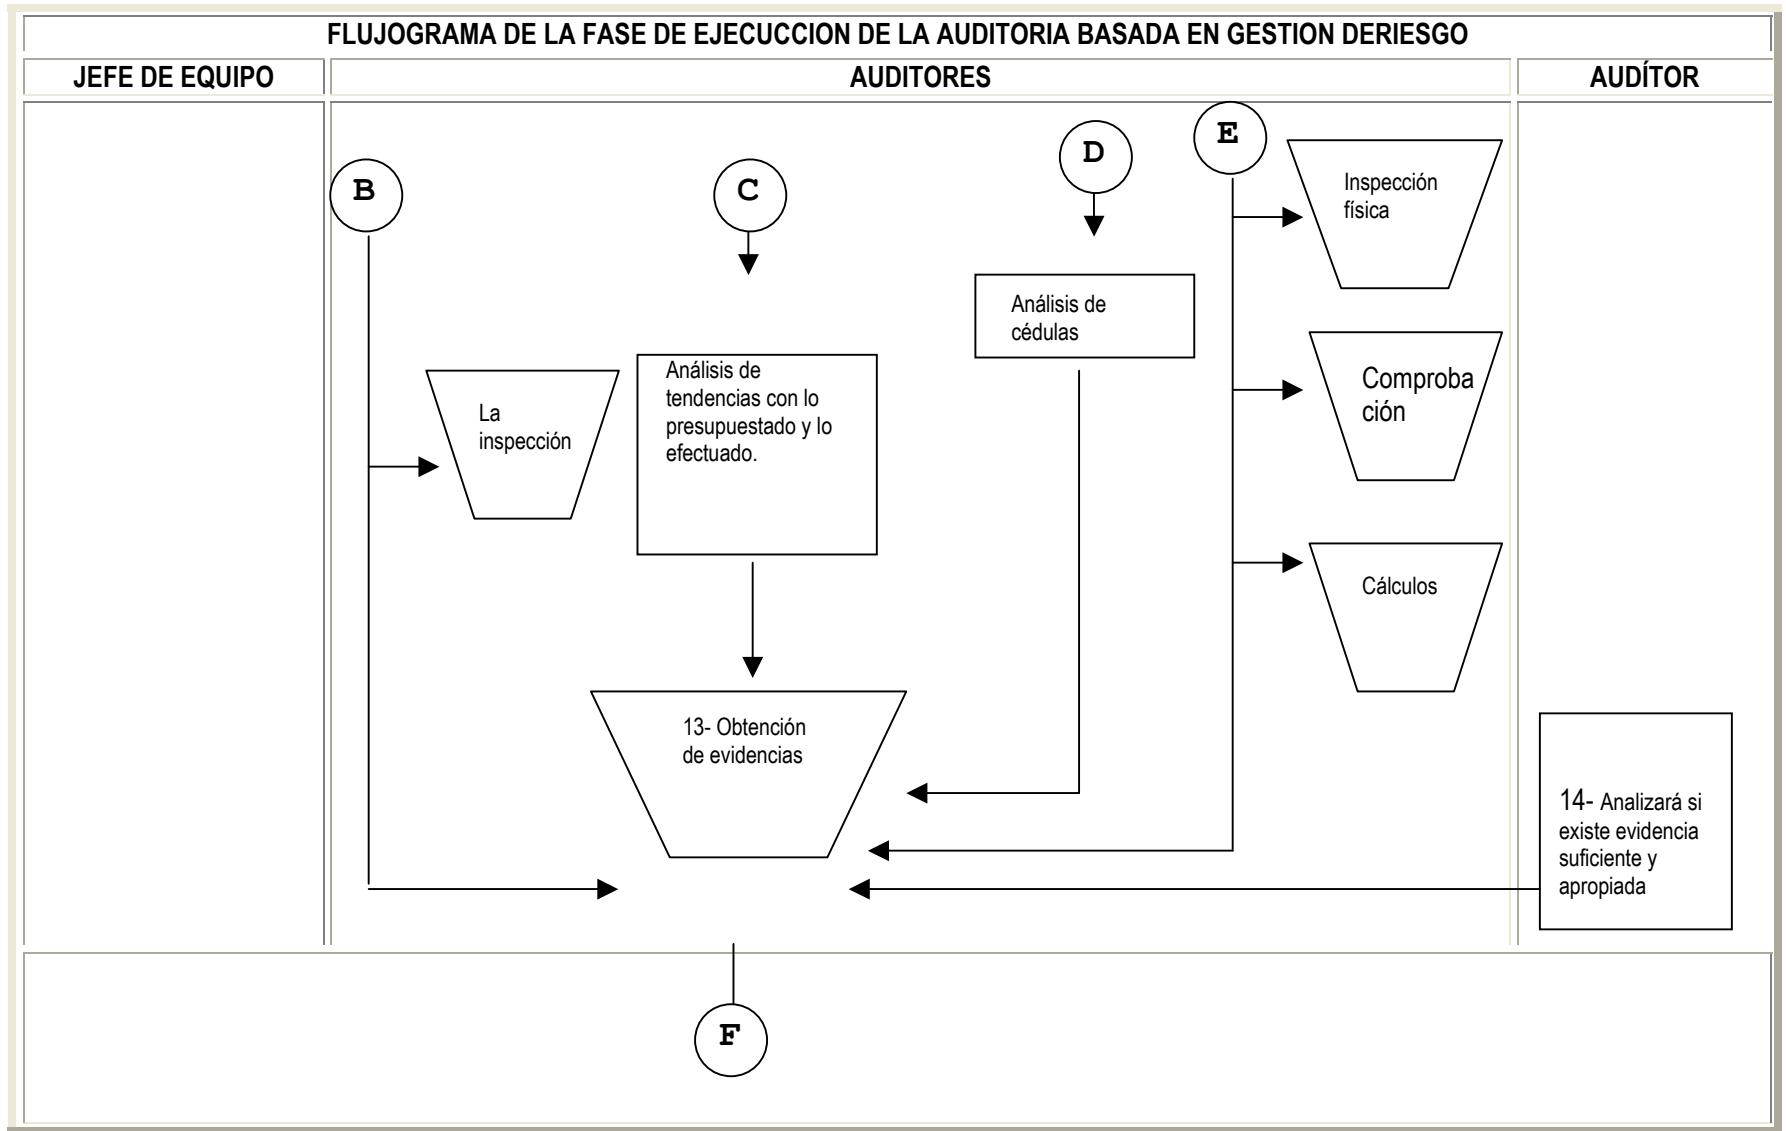 FLUJOGRAMA DE LA FASE DE EJECUCCION DE LA AUDITORIA BASADA EN GESTION DERIESGO
JEFE DE EQUIPO
AUDITORES
AUDÍTOR
B
C
D
E
Inspección
física
Análisis de
cédulas
Comproba
ción
La
inspección
Análisis de
tendencias con lo
presupuestado y lo
efectuado.
Cálculos
13- Obtención
de evidencias
14- Analizará si
existe evidencia
suficiente y
apropiada
F